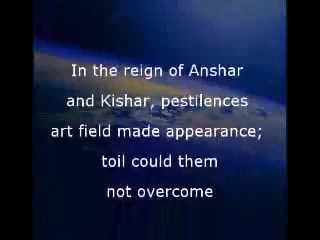 In the reign of Anshar
and Kishar, pestilences
art field made appearance;
toil could them
not overcome